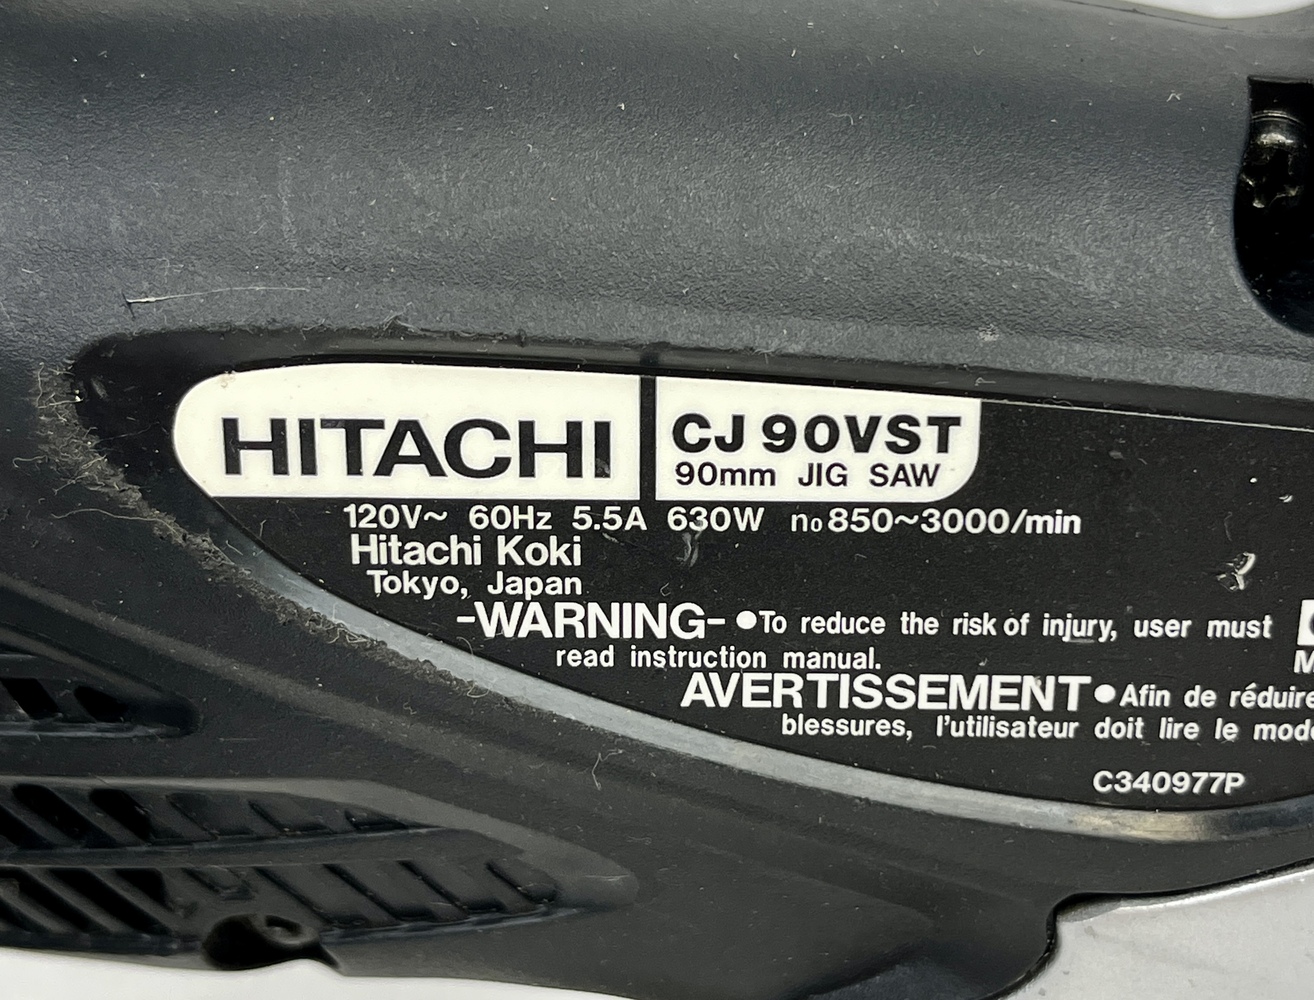 HITACHI
CJ 90VST
90mm JIG SAW
120V~ 60Hz 5.5A 630W no850~3000/min
Hitachi Koki
Tokyo, Japan
-WARNING- ●To reduce the risk of injury, user must
read instruction manual.
AVERTISSEMENT ●Afin de réduire
blessures, l'utilisateur doit lire le mod
C340977P